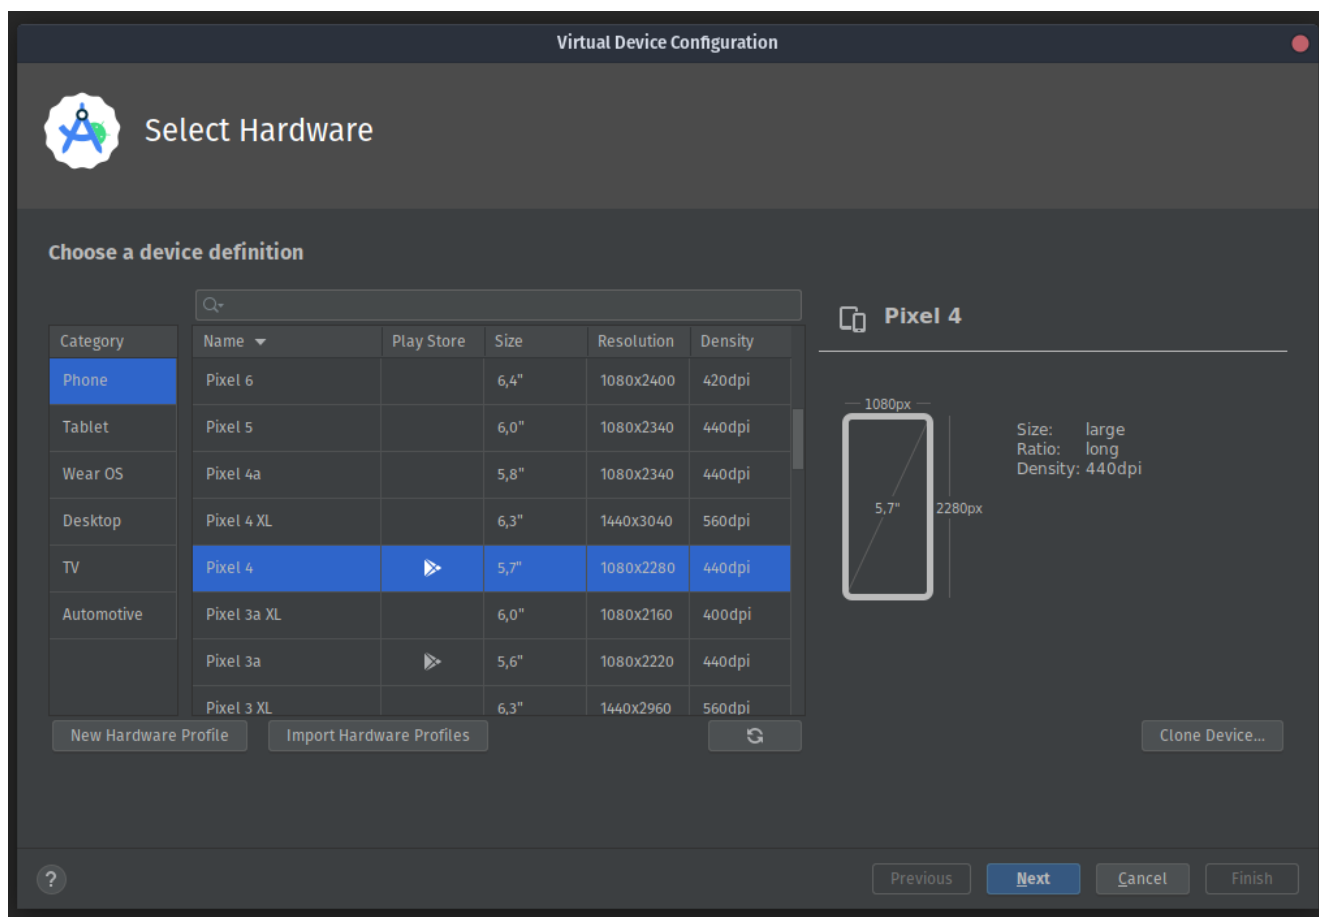 Virtual Device Configuration
Select Hardware
Choose a device definition
Category
Phone
Tablet
Wear OS
Desktop
TV
Automotive
Name Play Store Size Resolution Density
Pixel 6 6,4" 1080x2400 420dpi
Pixel 5 6,0" 1080x2340 440dpi
Pixel 4a 5,8" 1080x2340 440dpi
Pixel 4 XL 6,3" 1440x3040 560dpi
Pixel 4 5,7" 1080x2280 440dpi
Pixel 3a XL 6,0" 1080x2160 400dpi
Pixel 3a 5,6" 1080x2220 440dpi
Pixel 3 XL 6,3" 1440x2960 560dpi
New Hardware Profile Import Hardware Profiles
Pixel 4
1080px
5,7" 2280px
Size: large
Ratio: long
Density: 440dpi
Clone Device...
? Previous Next Cancel Finish